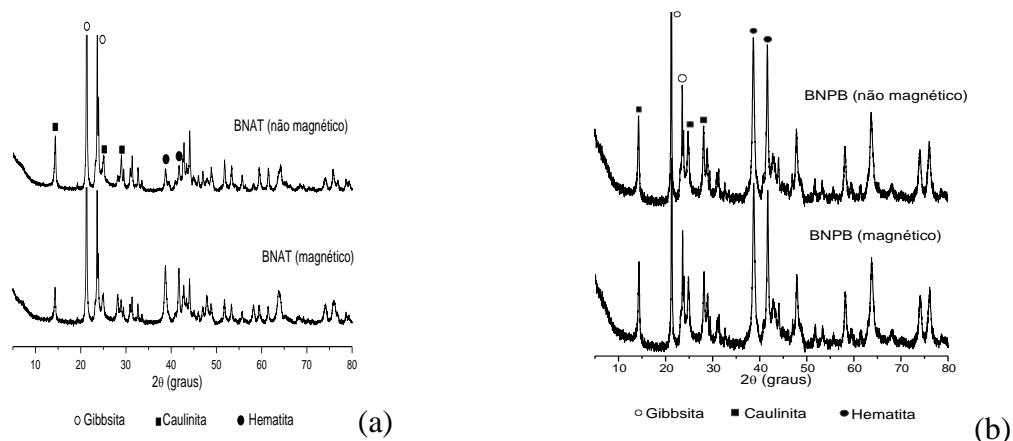 BNAT (não magnético)
BNAT (magnético)
10 20 30 40 50 60 70 80
2θ (graus)
Gibbsita Caulinita Hematita
(a)
BNPB (não magnético)
BNPB (magnético)
10 20 30 40 50 60 70 80
2θ (graus)
Gibbsita Caulinita Hematita
(b)